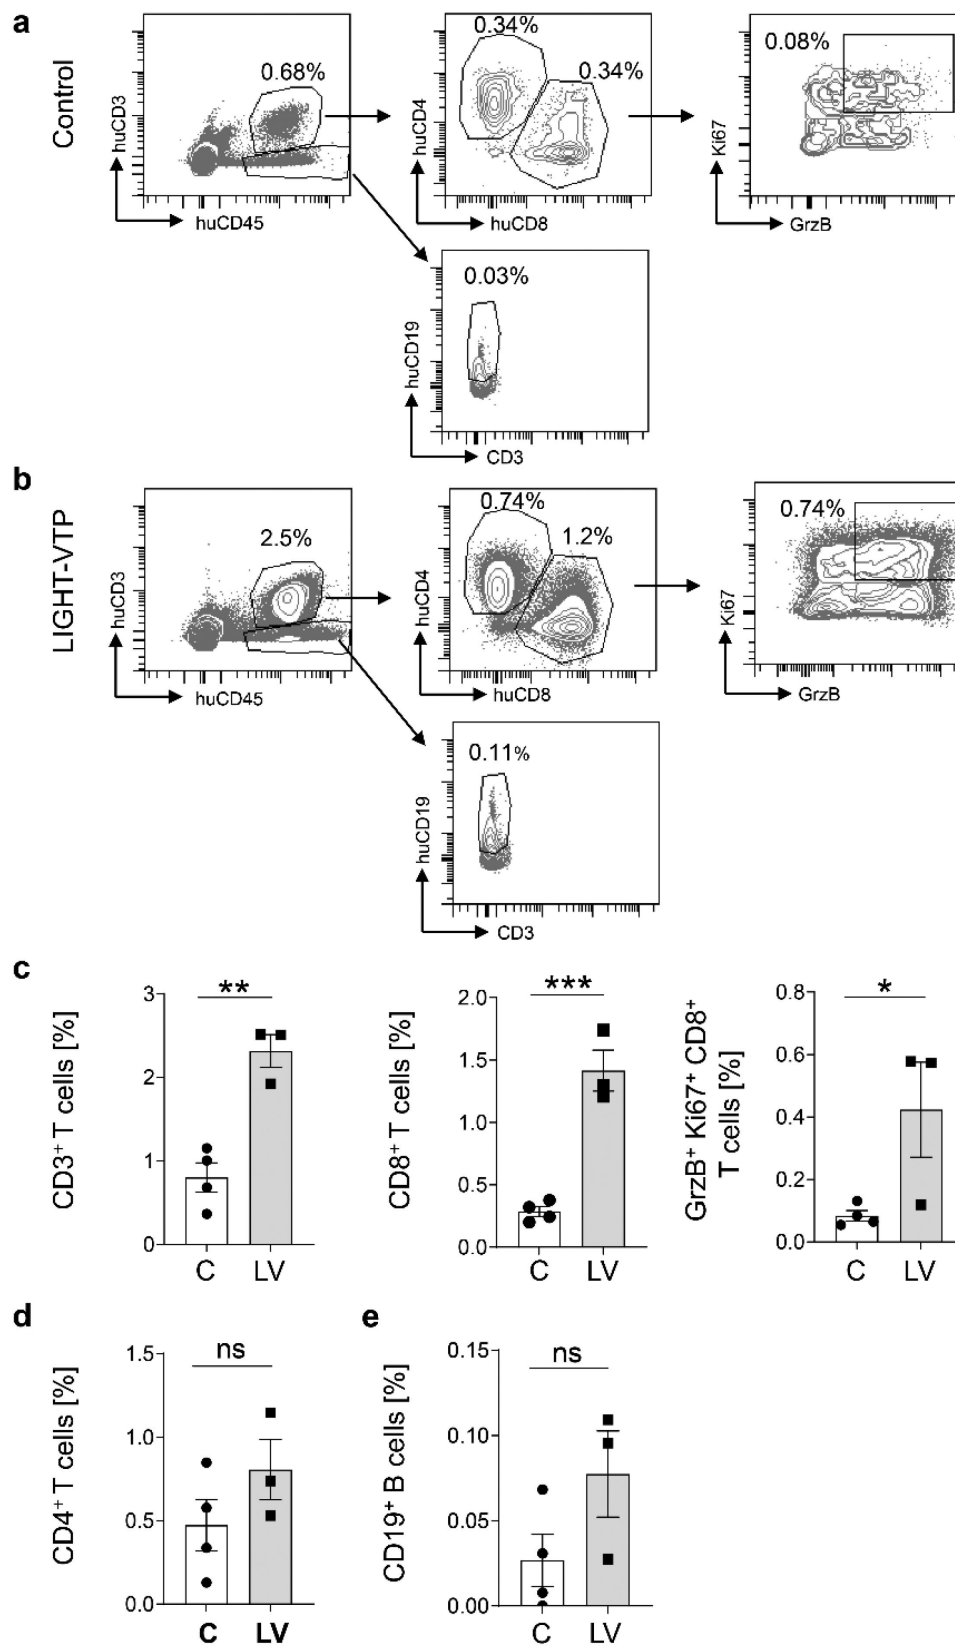 a
Control
huCD3
0.68%
huCD45
0.34%
0.34%
huCD4
huCD8
0.08%
Ki67
GrzB
0.03%
huCD19
CD3
b
LIGHT-VTP
huCD3
2.5%
huCD45
0.74%
1.2%
huCD4
huCD8
0.74%
Ki67
GrzB
0.11%
huCD19
CD3
c
CD3⁺ T cells [%]
3
2
1
0
**
C LV
CD8⁺ T cells [%]
2.0
1.5
1.0
0.5
0.0
***
C LV
GrzB⁺ Ki67⁺ CD8⁺
T cells [%]
0.8
0.6
0.4
0.2
0.0
*
C LV
d
CD4⁺ T cells [%]
1.5
1.0
0.5
0.0
ns
C LV
e
CD19⁺ B cells [%]
0.15
0.10
0.05
0.00
ns
C LV